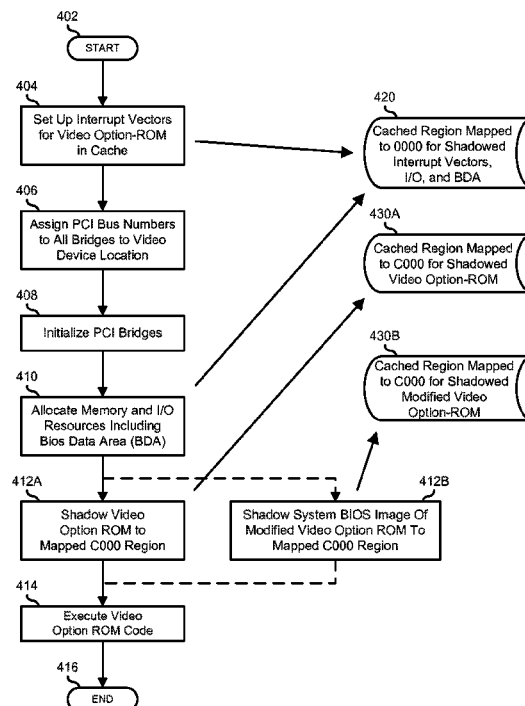 402
START
404
Set Up Interrupt Vectors
for Video Option-ROM
in Cache
406
Assign PCI Bus Numbers
to All Bridges to Video
Device Location
408
Initialize PCI Bridges
410
Allocate Memory and I/O
Resources Including
Bios Data Area (BDA)
412A
Shadow Video
Option ROM to
Mapped C000 Region
412B
Shadow System BIOS Image Of
Modified Video Option ROM To
Mapped C000 Region
414
Execute Video
Option ROM Code
416
END
420
Cached Region Mapped
to 0000 for Shadowed
Interrupt Vectors,
I/O, and BDA
430A
Cached Region Mapped
to C000 for Shadowed
Video Option-ROM
430B
Cached Region Mapped
to C000 for Shadowed
Modified Video
Option-ROM